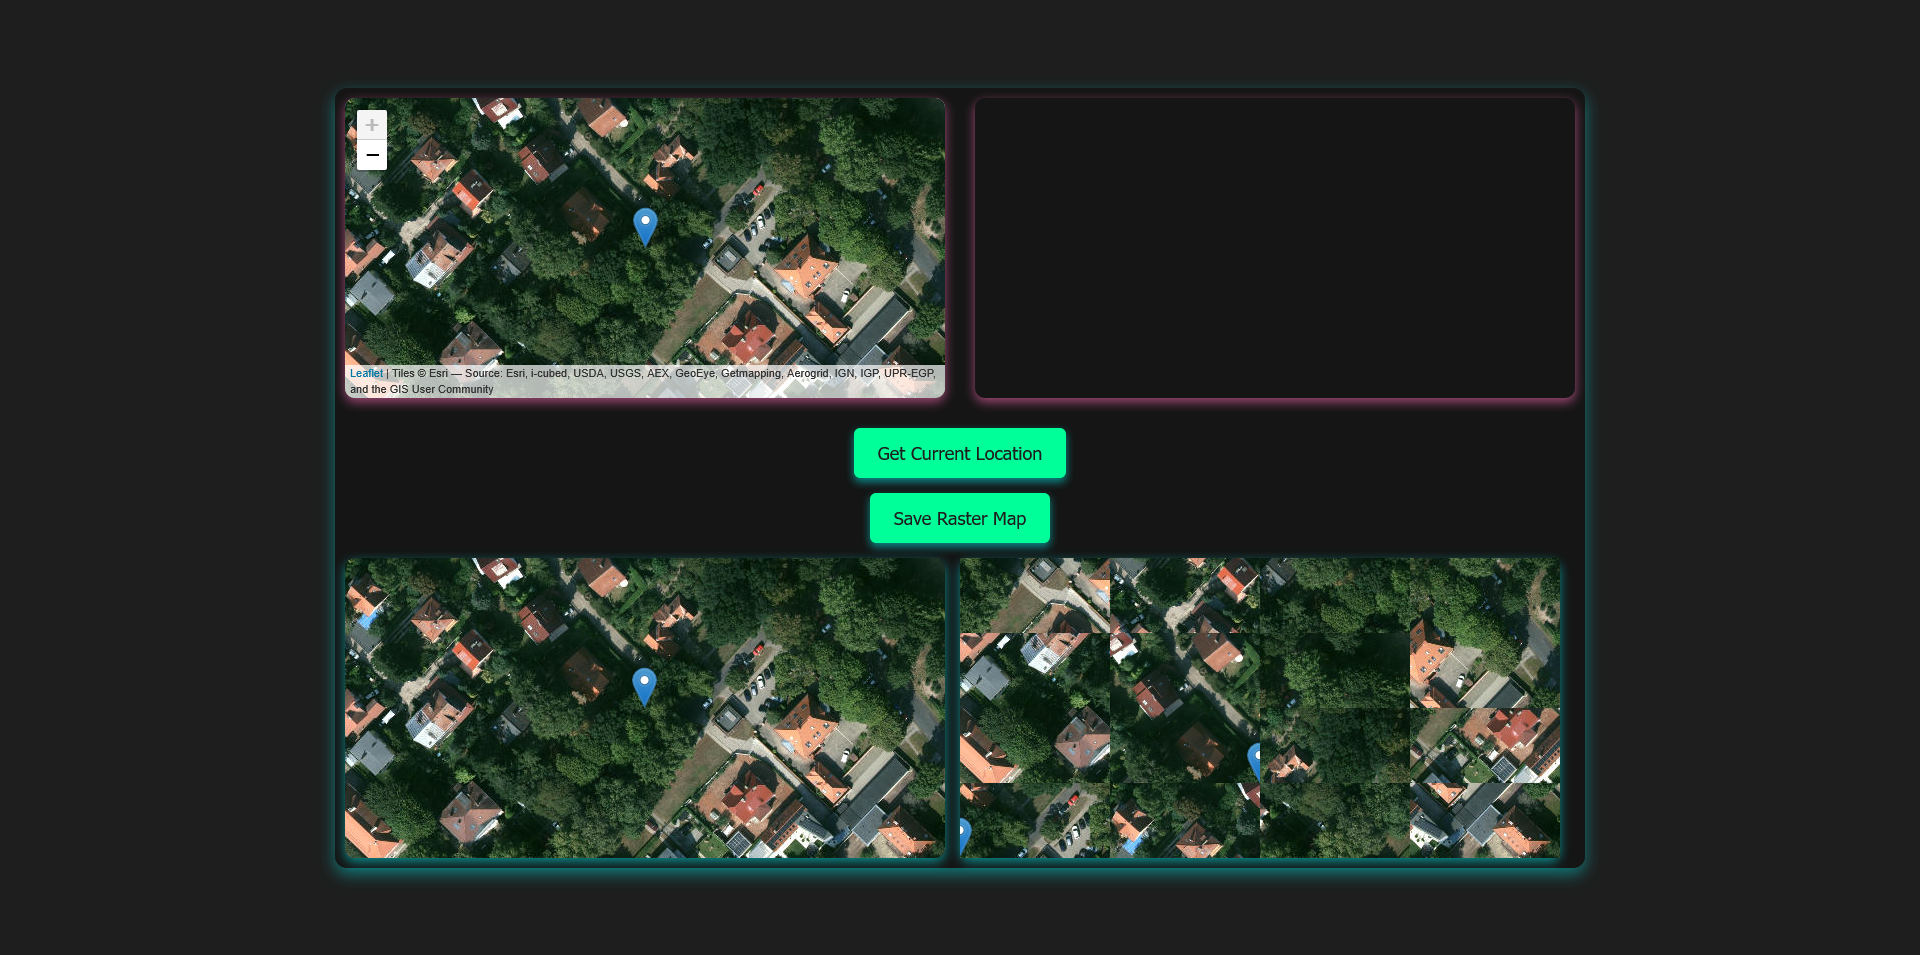 +
−
Leaflet | Tiles © Esri — Source: Esri, i-cubed, USDA, USGS, AEX, GeoEye, Getmapping, Aerogrid, IGN, IGP, UPR-EGP,
and the GIS User Community
Get Current Location
Save Raster Map